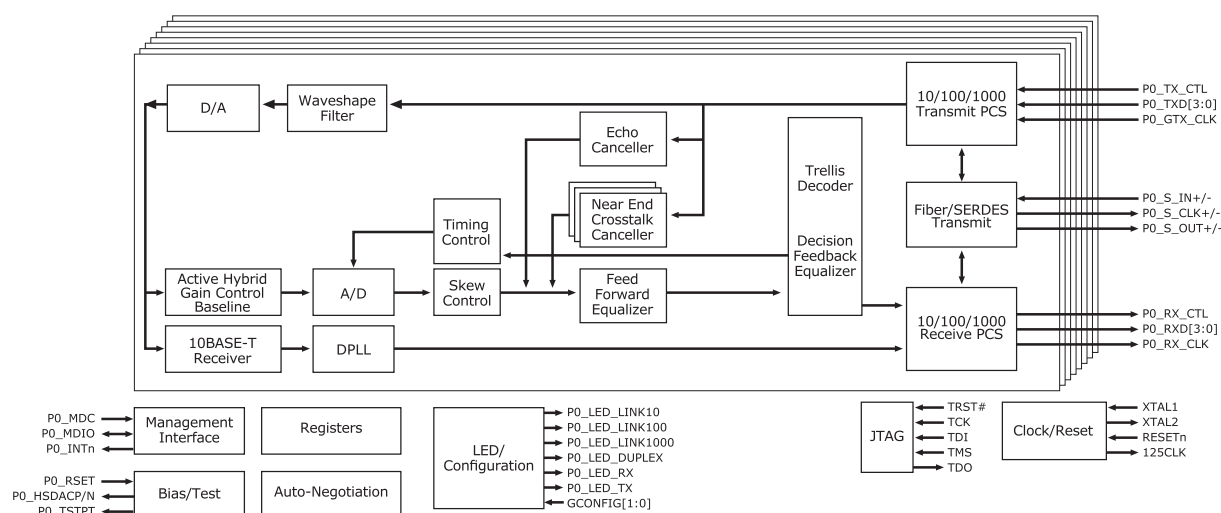 D/A
Waveshape
Filter
10/100/1000
Transmit PCS
P0_TX_CTL
P0_TXD[3:0]
P0_GTX_CLK
Echo
Canceller
Trellis
Decoder
Decision
Feedback
Equalizer
Near End
Crosstalk
Canceller
Fiber/SERDES
Transmit
P0_S_IN+/-
P0_S_CLK+/-
P0_S_OUT+/-
Timing
Control
Active Hybrid
Gain Control
Baseline
A/D
Skew
Control
Feed
Forward
Equalizer
10/100/1000
Receive PCS
P0_RX_CTL
P0_RXD[3:0]
P0_RX_CLK
10BASE-T
Receiver
DPLL
P0_MDC
P0_MDIO
P0_INTn
Management
Interface
Registers
LED/
Configuration
P0_LED_LINK10
P0_LED_LINK100
P0_LED_LINK1000
P0_LED_DUPLEX
P0_LED_RX
P0_LED_TX
GCONFIG[1:0]
JTAG
TRST#
TCK
TDI
TMS
TDO
Clock/Reset
XTAL1
XTAL2
RESETn
125CLK
P0_RSET
P0_HSDACP/N
P0_TSTPT
Bias/Test
Auto-Negotiation